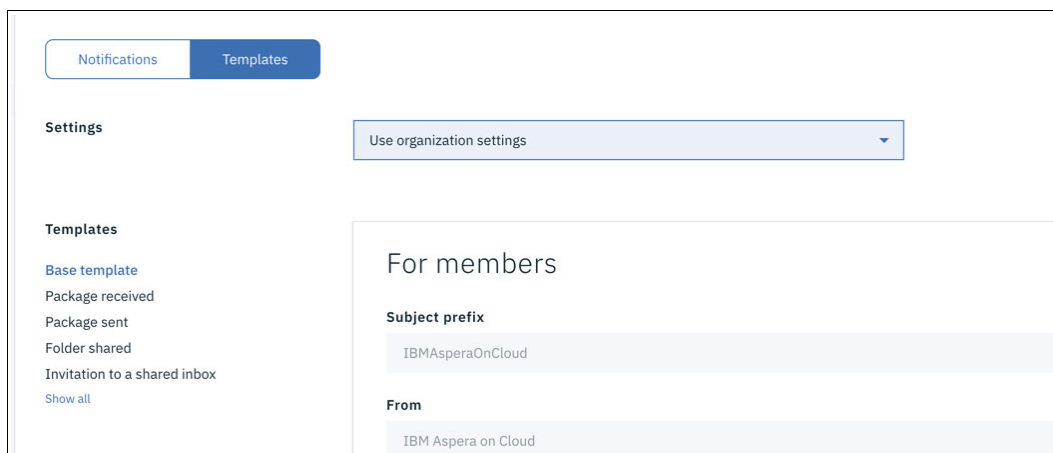 Notifications
Templates
Settings
Use organization settings
Templates
Base template
Package received
Package sent
Folder shared
Invitation to a shared inbox
Show all
For members
Subject prefix
IBMAsperaOnCloud
From
IBM Aspera on Cloud